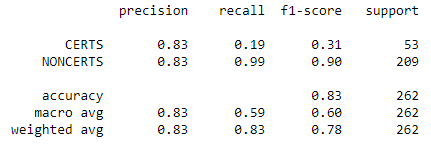 precision recall f1-score support
CERTS 0.83 0.19 0.31 53
NONCERTS 0.83 0.99 0.90 209
accuracy 0.83 262
macro avg 0.83 0.59 0.60 262
weighted avg 0.83 0.83 0.78 262